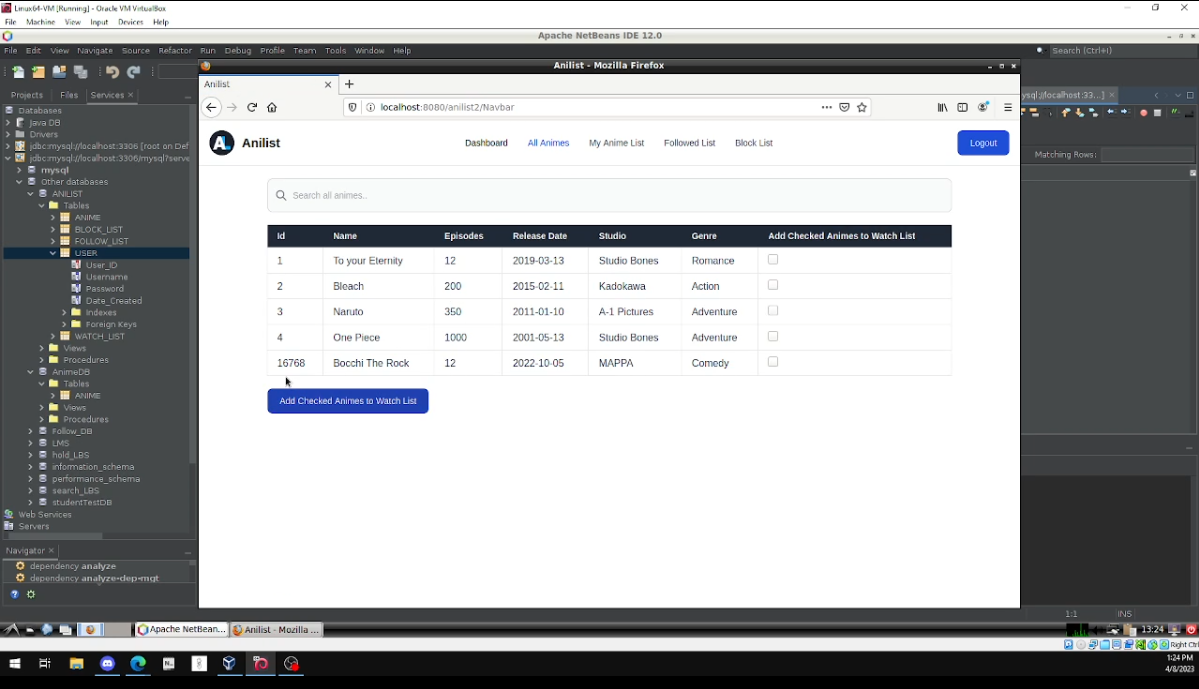 Linux64-VM [Running] - Oracle VM VirtualBox
File Machine View Input Devices Help
Apache NetBeans IDE 12.0
File Edit View Navigate Source Refactor Run Debug Profile Team Tools Window Help
Search (Ctrl+I)
Anilist - Mozilla Firefox
Projects Files Services
Anilist
localhost:8080/anilist2/Navbar
Matching Rows:
Databases
Java DB
Drivers
jdbc:mysql://localhost:3306 [root on Def
jdbc:mysql://localhost:3306/mysql?serve
mysql
Other databases
ANILIST
Tables
ANIME
BLOCK_LIST
FOLLOW_LIST
USER
User_ID
Username
Password
Date_Created
Indexes
Foreign Keys
WATCH_LIST
Views
Procedures
AnimeDB
Tables
ANIME
Views
Procedures
Follow_DB
LMS
hold_LBS
information_schema
performance_schema
search_LBS
studentTestDB
Web Services
Servers
Navigator
dependency analyze
dependency analyze-dep-mgt
AL Anilist
Dashboard All Animes My Anime List Followed List Block List Logout
Search all animes..
Id Name Episodes Release Date Studio Genre Add Checked Animes to Watch List
1 To your Eternity 12 2019-03-13 Studio Bones Romance
2 Bleach 200 2015-02-11 Kadokawa Action
3 Naruto 350 2011-01-10 A-1 Pictures Adventure
4 One Piece 1000 2001-05-13 Studio Bones Adventure
16768 Bocchi The Rock 12 2022-10-05 MAPPA Comedy
Add Checked Animes to Watch List
1:1 INS
Apache NetBean... Anilist - Mozilla ...
13:24
Right Ctrl
1:24 PM
4/8/2023